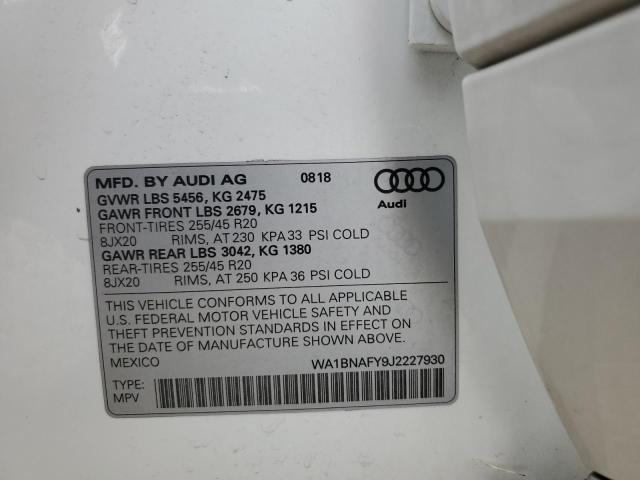 MFD. BY AUDI AG 0818
GVWR LBS 5456, KG 2475
GAWR FRONT LBS 2679, KG 1215
Audi
FRONT-TIRES 255/45 R20
8JX20 RIMS, AT 230 KPA 33 PSI COLD
GAWR REAR LBS 3042, KG 1380
REAR-TIRES 255/45 R20
8JX20 RIMS, AT 250 KPA 36 PSI COLD
THIS VEHICLE CONFORMS TO ALL APPLICABLE
U.S. FEDERAL MOTOR VEHICLE SAFETY AND
THEFT PREVENTION STANDARDS IN EFFECT ON
THE DATE OF MANUFACTURE SHOWN ABOVE.
MEXICO WA1BNAFY9J2227930
TYPE:
MPV